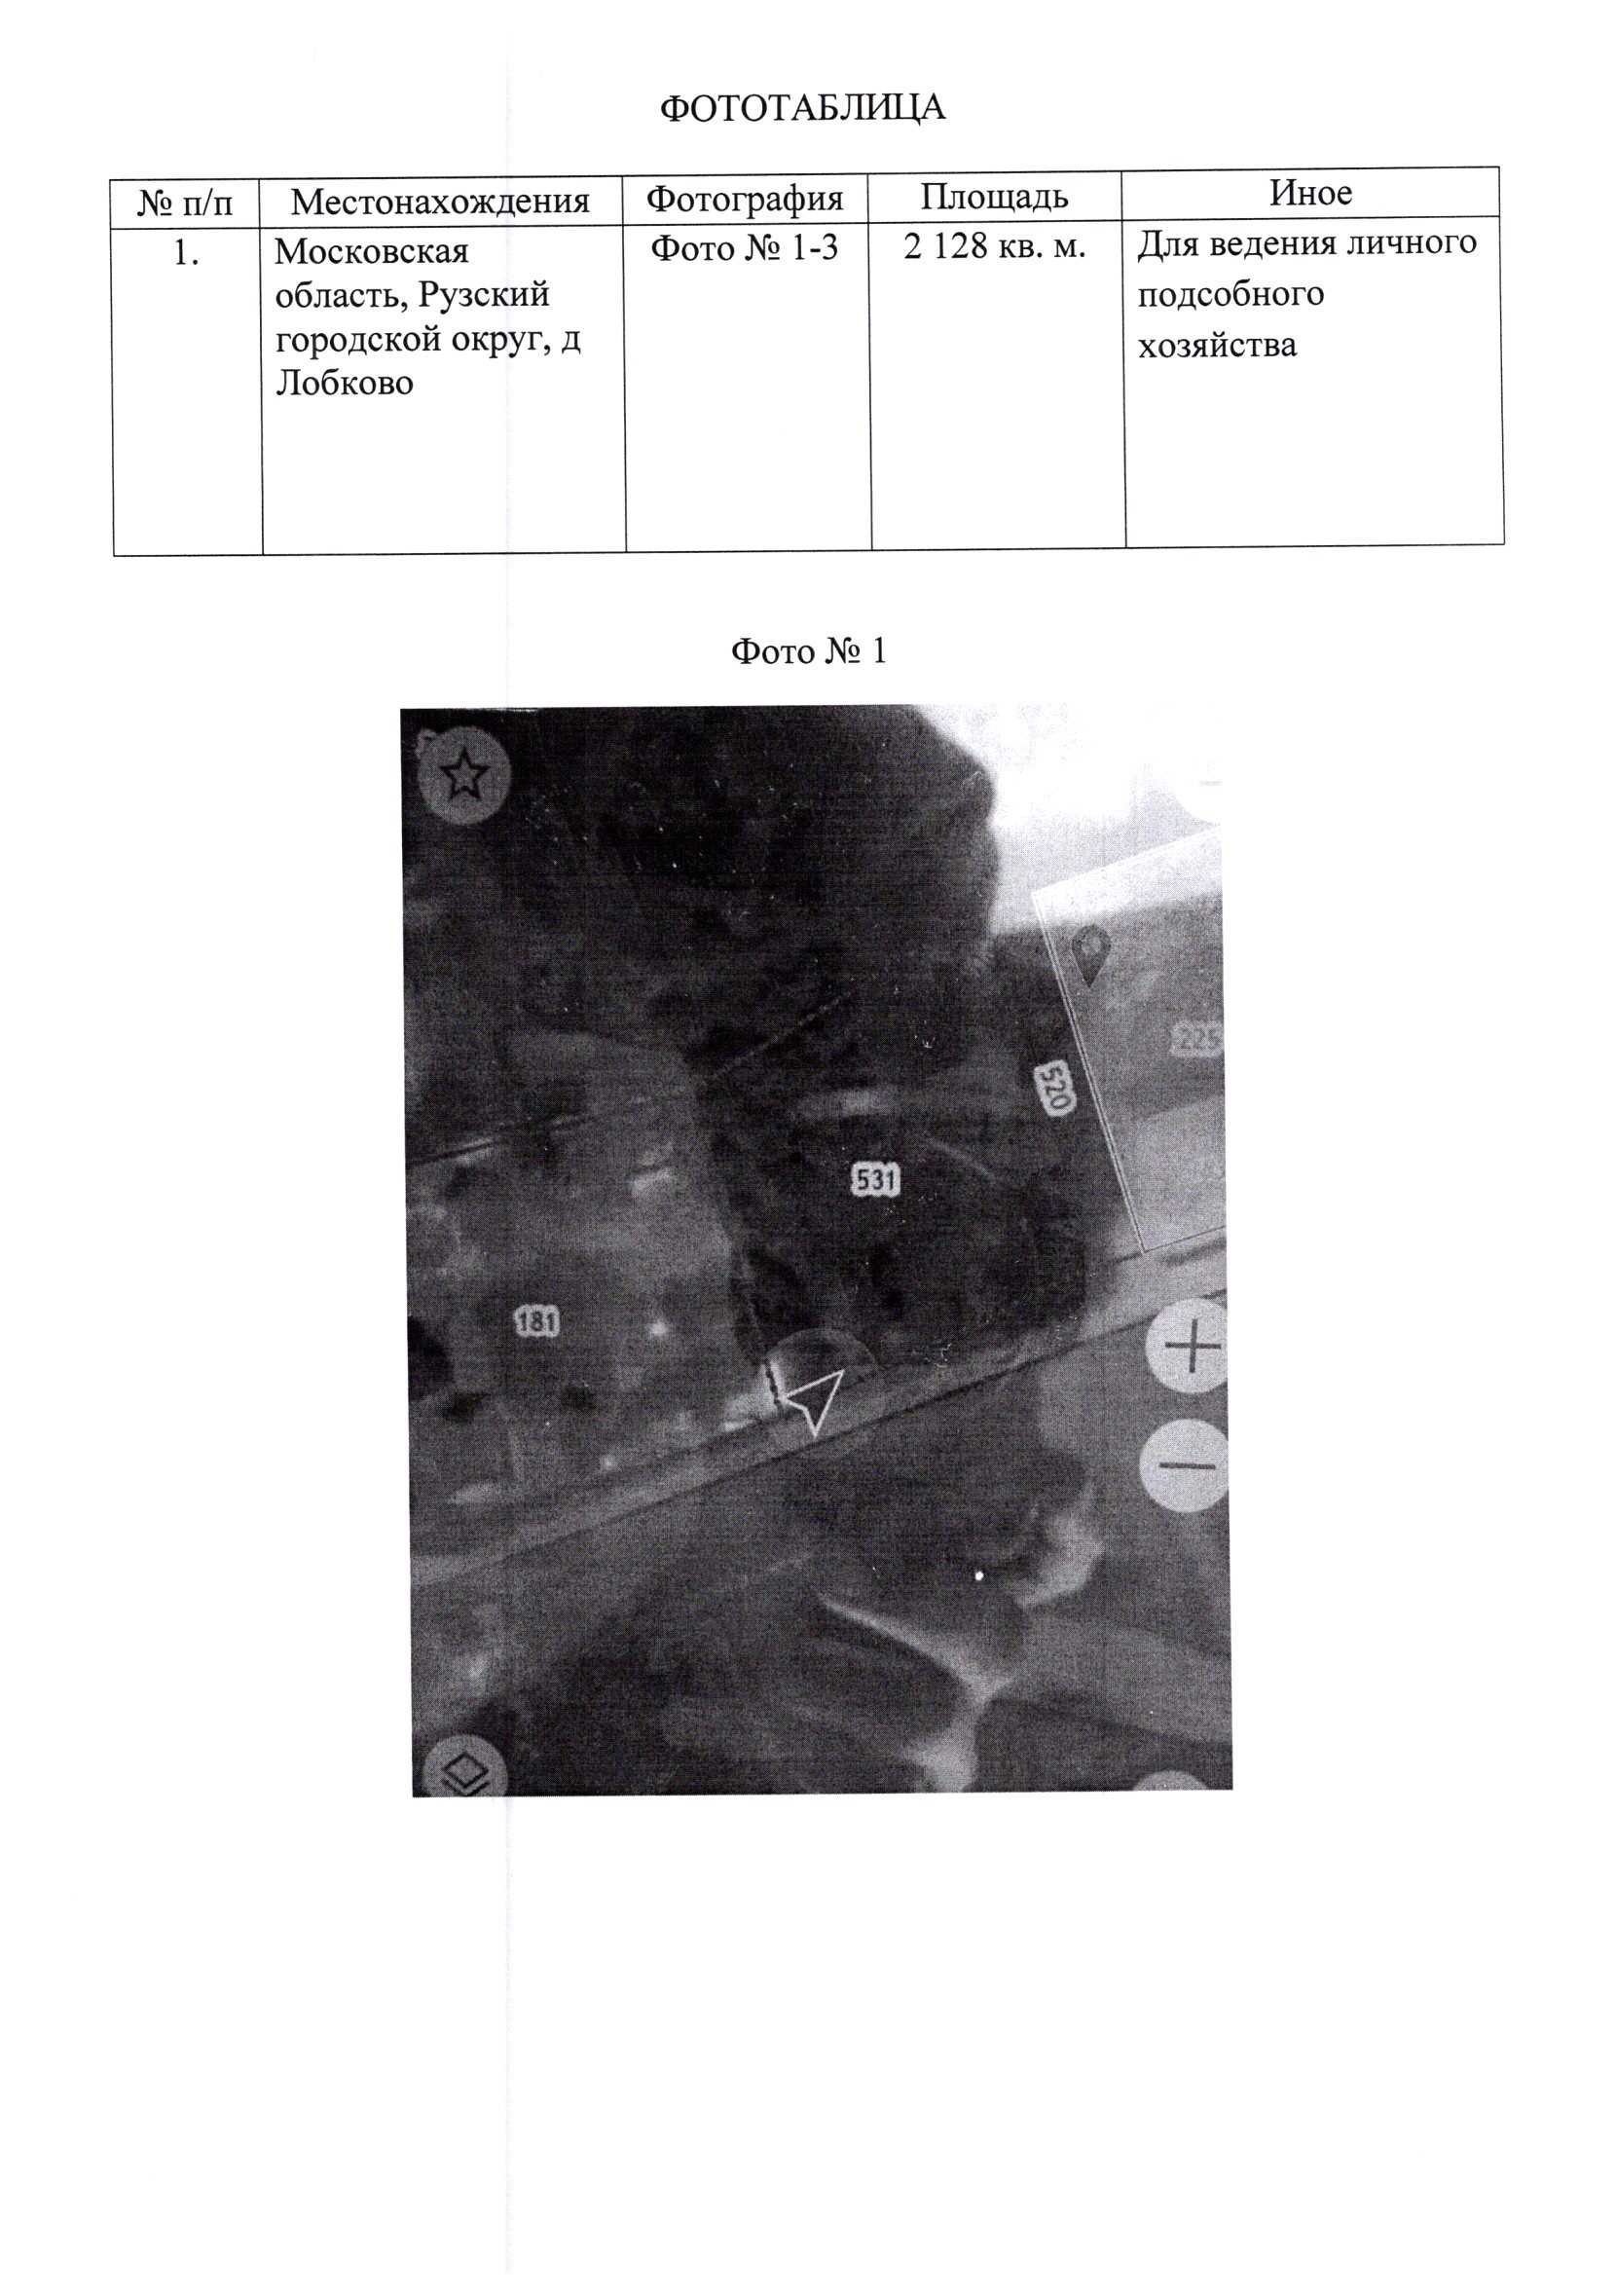 ФОТОТАБЛИЦА
№ п/п Местонахождения Фотография Площадь Иное
1. Московская Фото № 1-3 2 128 кв. м. Для ведения личного
область, Рузский подсобного
городской округ, д хозяйства
Лобково
Фото № 1
225
520
531
181